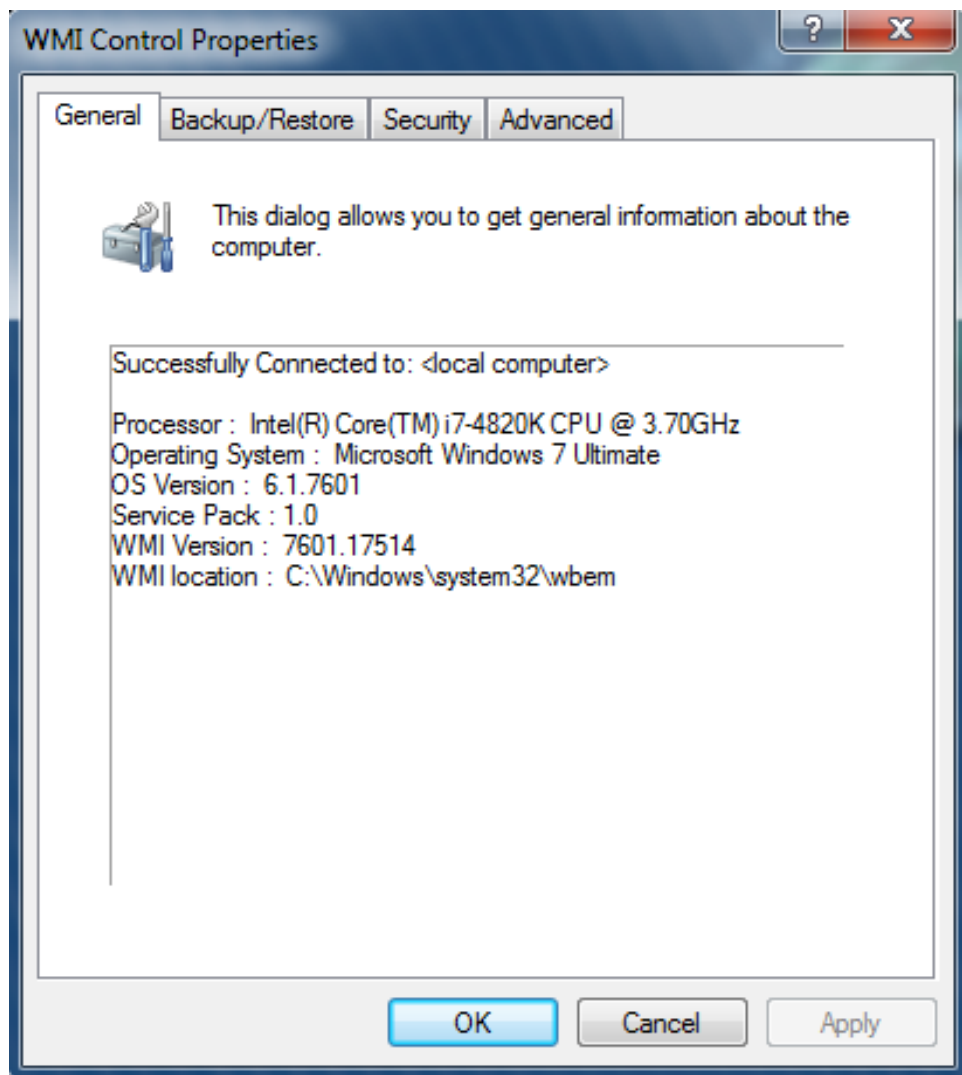 WMI Control Properties
?
X
General
Backup/Restore
Security
Advanced
This dialog allows you to get general information about the
computer.
Successfully Connected to: <local computer>
Processor : Intel(R) Core(TM) i7-4820K CPU @ 3.70GHz
Operating System : Microsoft Windows 7 Ultimate
OS Version : 6.1.7601
Service Pack : 1.0
WMI Version : 7601.17514
WMI location : C:\Windows\system32\wbem
OK
Cancel
Apply